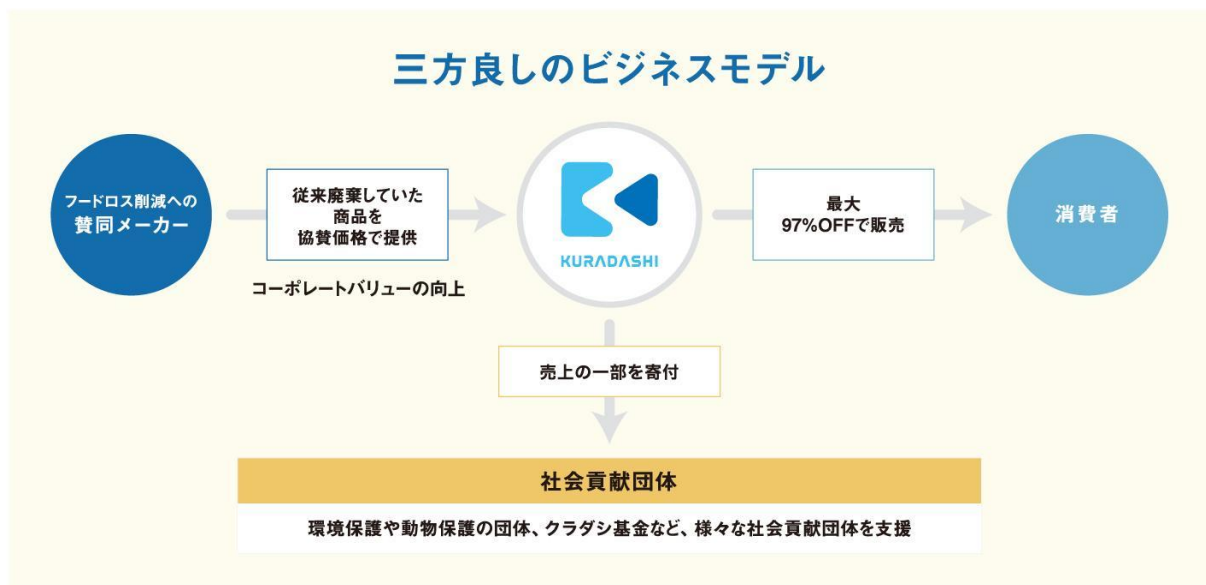 三方良しのビジネスモデル
フードロス削減への
賛同メーカー
従来廃棄していた
商品を
協賛価格で提供
コーポレートバリューの向上
KURADASHI
最大
97%OFFで販売
消費者
売上の一部を寄付
社会貢献団体
環境保護や動物保護の団体、クラダシ基金など、様々な社会貢献団体を支援